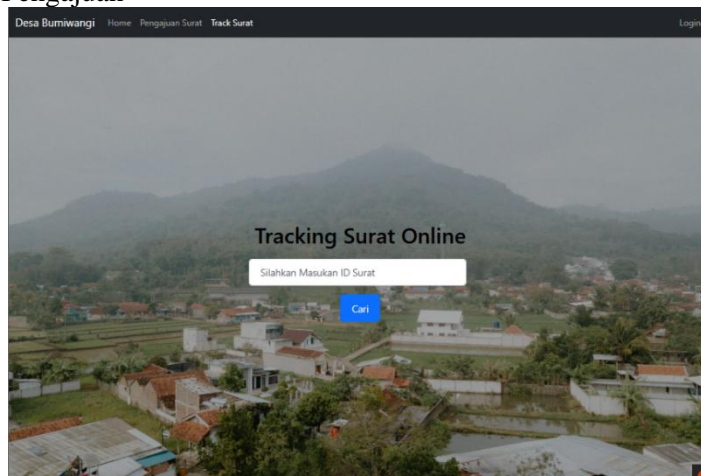 Pengajuan
Desa Bumiwangi Home Pengajuan Surat Track Surat Login
Tracking Surat Online
Silahkan Masukan ID Surat
Cari